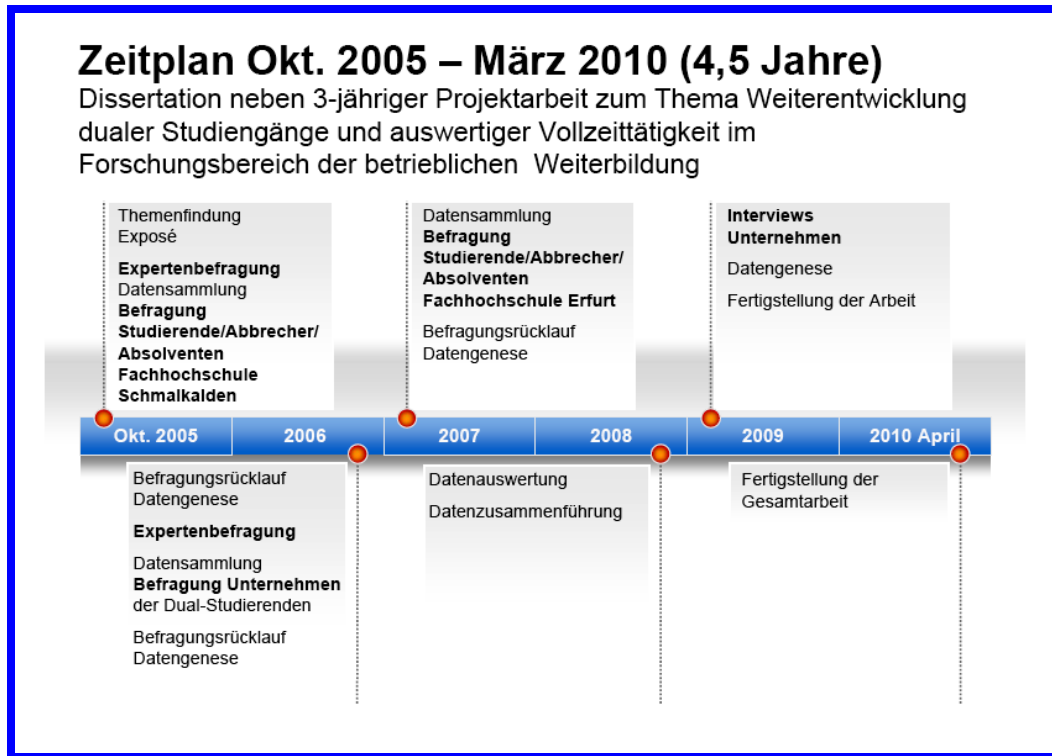 Zeitplan Okt. 2005 – März 2010 (4,5 Jahre)
Dissertation neben 3-jähriger Projektarbeit zum Thema Weiterentwicklung
dualer Studiengänge und auswertiger Vollzeittätigkeit im
Forschungsbereich der betrieblichen Weiterbildung
Themenfindung
Exposé
Expertenbefragung
Datensammlung
Befragung
Studierende/Abbrecher/
Absolventen
Fachhochschule
Schmalkalden
Datensammlung
Befragung
Studierende/Abbrecher/
Absolventen
Fachhochschule Erfurt
Befragungsrücklauf
Datengenese
Interviews
Unternehmen
Datengenese
Fertigstellung der Arbeit
Okt. 2005
2006
2007
2008
2009
2010 April
Befragungsrücklauf
Datengenese
Expertenbefragung
Datensammlung
Befragung Unternehmen
der Dual-Studierenden
Befragungsrücklauf
Datengenese
Datenauswertung
Datenzusammenführung
Fertigstellung der
Gesamtarbeit